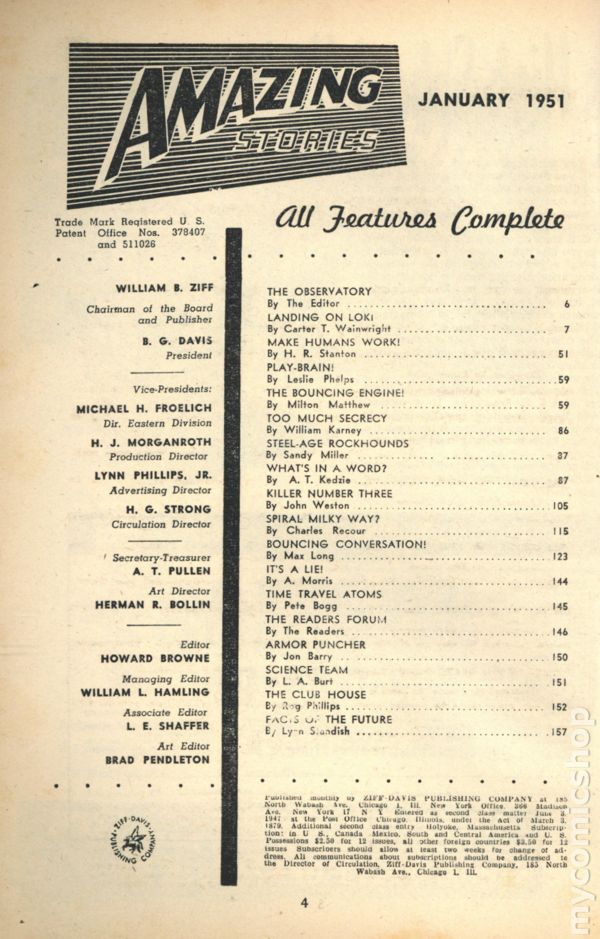 AMAZING
STORIES
JANUARY 1951
Trade Mark Registered U. S.
Patent Office Nos. 378407
and 511026
All Features Complete
WILLIAM B. ZIFF
Chairman of the Board
and Publisher
B. G. DAVIS
President
Vice-Presidents:
MICHAEL H. FROELICH
Dir. Eastern Division
H. J. MORGANROTH
Production Director
LYNN PHILLIPS, JR.
Advertising Director
H. G. STRONG
Circulation Director
Secretary-Treasurer
A. T. PULLEN
Art Director
HERMAN R. BOLLIN
Editor
HOWARD BROWNE
Managing Editor
WILLIAM L. HAMLING
Associate Editor
L. E. SHAFFER
Art Editor
BRAD PENDLETON
ZIFF-DAVIS PUBLISHING COMPANY
THE OBSERVATORY
By The Editor 6
LANDING ON LOKI
By Carter T. Wainwright 7
MAKE HUMANS WORK!
By H. R. Stanton 51
PLAY-BRAIN!
By Leslie Phelps 59
THE BOUNCING ENGINE!
By Milton Matthew 59
TOO MUCH SECRECY
By William Karney 86
STEEL-AGE ROCKHOUNDS
By Sandy Miller 87
WHAT'S IN A WORD?
By A. T. Kedzie 87
KILLER NUMBER THREE
By John Weston 105
SPIRAL MILKY WAY?
By Charles Recour 115
BOUNCING CONVERSATION!
By Max Long 123
IT'S A LIE!
By A. Morris 144
TIME TRAVEL ATOMS
By Pete Bogg 145
THE READERS FORUM
By The Readers 146
ARMOR PUNCHER
By Jon Barry 150
SCIENCE TEAM
By L. A. Burt 151
THE CLUB HOUSE
By Rog Phillips 152
FACTS OF THE FUTURE
By Lynn Standish 157
Published monthly by ZIFF-DAVIS PUBLISHING COMPANY at 185
North Wabash Ave. Chicago 1, Ill. New York Office, 366 Madison
Ave. New York 17 N Y Entered as second class matter June 3,
1947 at the Post Office Chicago, Illinois, under the Act of March 3,
1879. Additional second class entry Holyoke, Massachusetts Subscrip-
tion: in U. S., Canada Mexico, South and Central America and U. S.
Possessions $2.50 for 12 issues, all other foreign countries $3.50 for 12
issues Subscribers should allow at least two weeks for change of ad-
dress. All communications about subscriptions should be addressed to
the Director of Circulation, Ziff-Davis Publishing Company, 185 North
Wabash Ave., Chicago 1, Ill.
4
mycomicshop